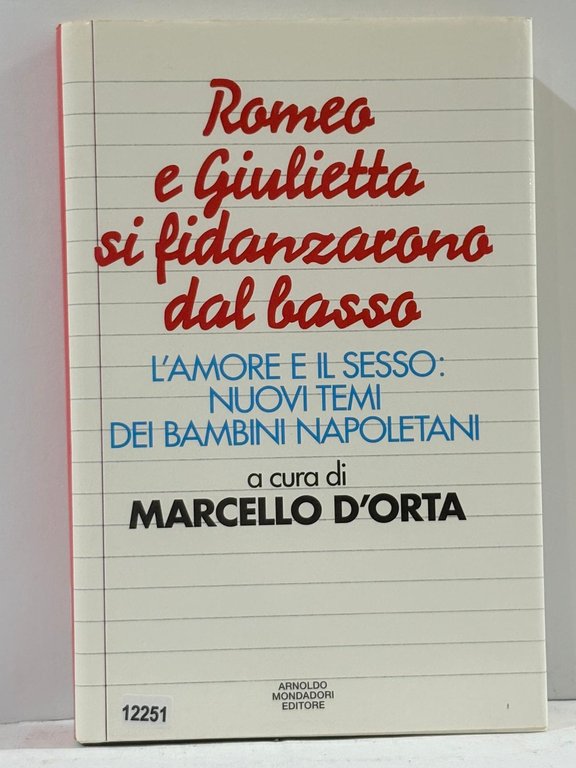 Romeo
e Giulietta
si fidanzarono
dal basso
L'AMORE E IL SESSO:
NUOVI TEMI
DEI BAMBINI NAPOLETANI
a cura di
MARCELLO D'ORTA
ARNOLDO
MONDADORI
EDITORE
12251